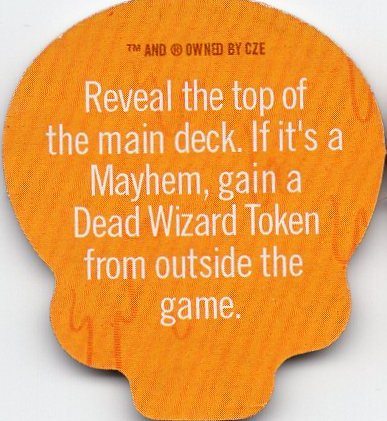 ™ AND ® OWNED BY CZE
Reveal the top of
the main deck. If it's a
Mayhem, gain a
Dead Wizard Token
from outside the
game.